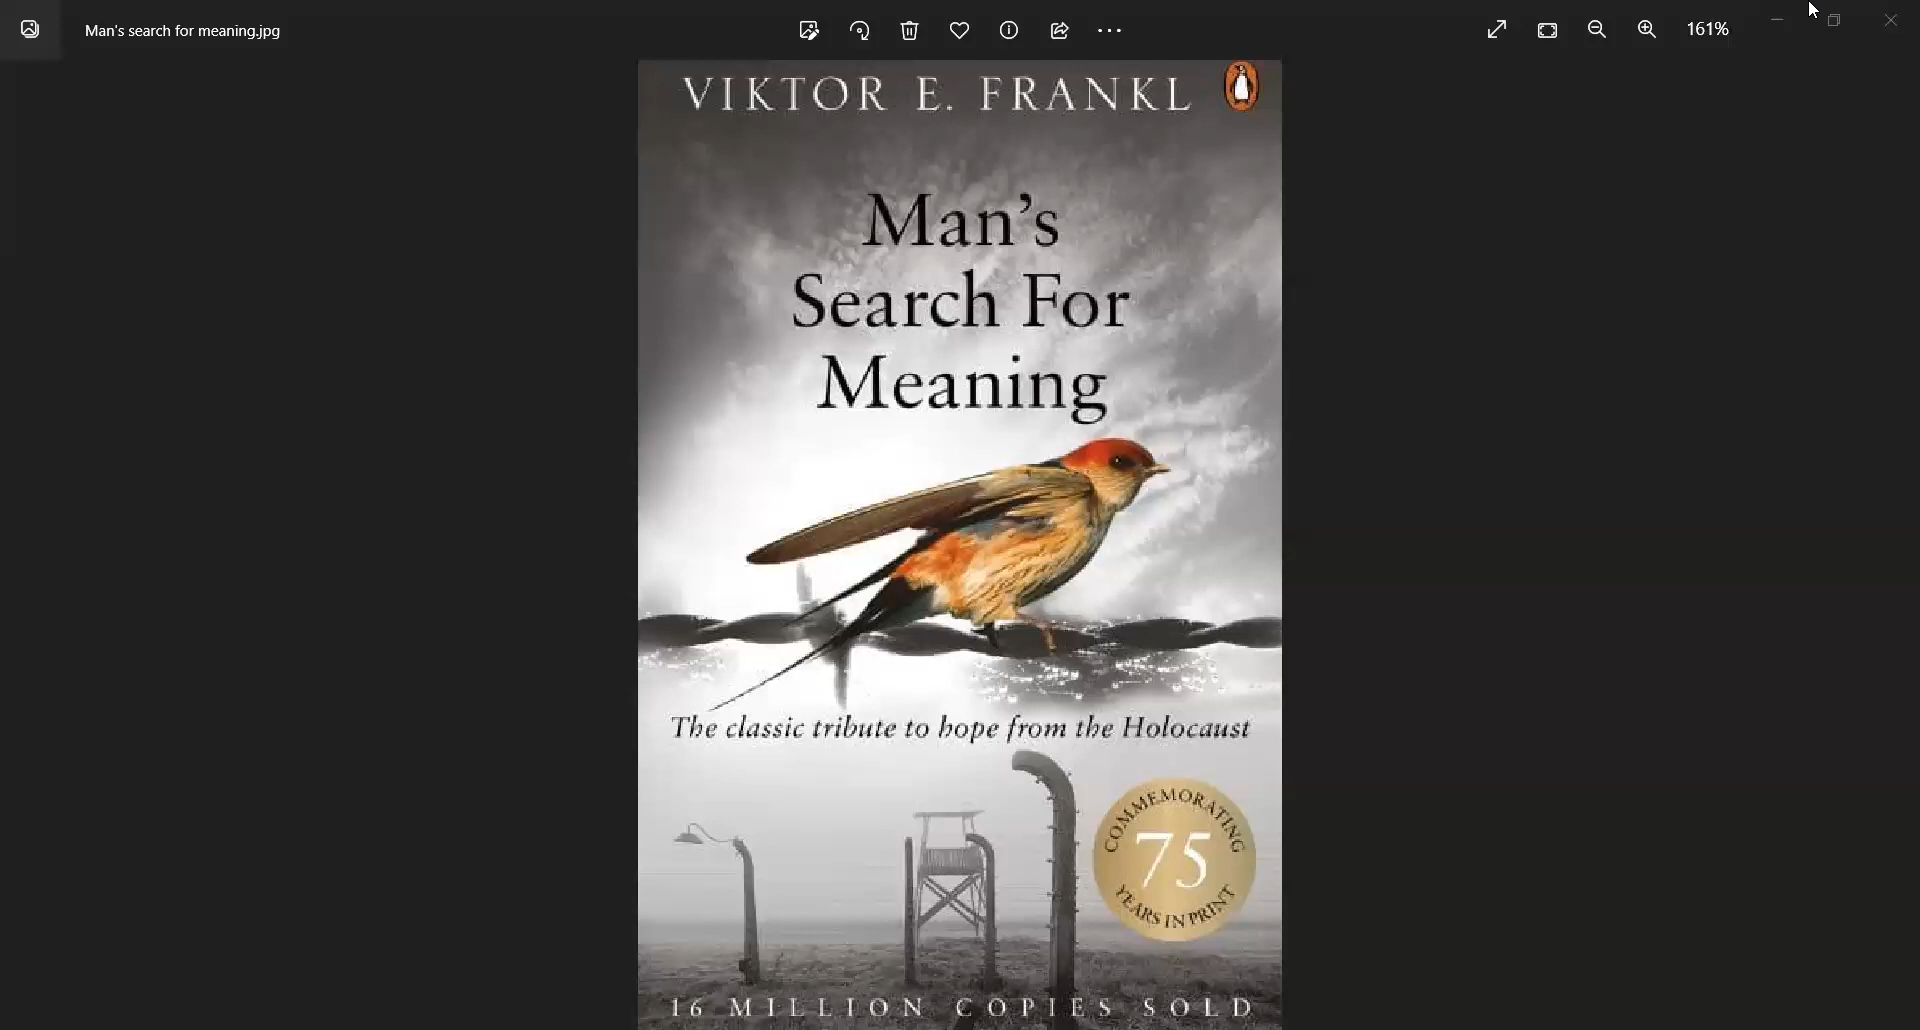 Man's search for meaning.jpg
161%
VIKTOR E. FRANKL
Man's
Search For
Meaning
The classic tribute to hope from the Holocaust
COMMEMORATING
75
YEARS IN PRINT
16 MILLION COPIES SOLD